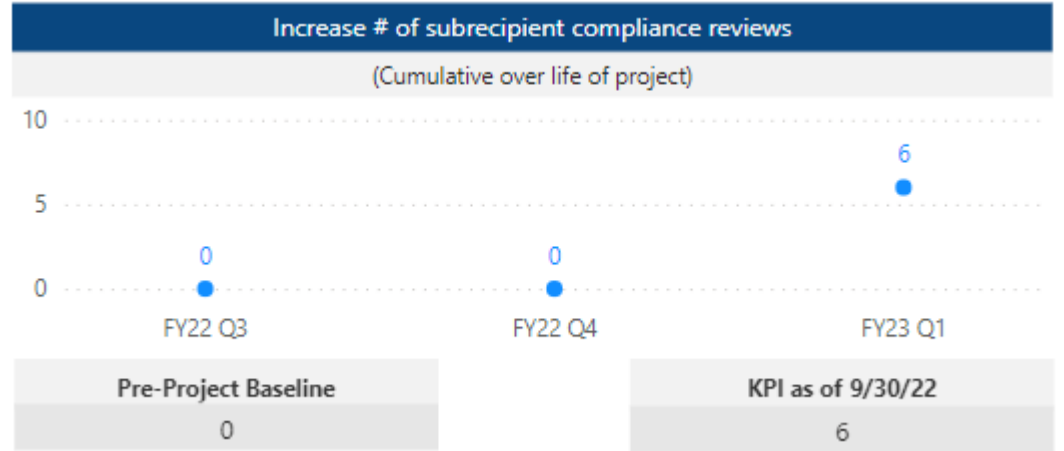 Increase # of subrecipient compliance reviews
(Cumulative over life of project)
10
6
5
0 0
0
FY22 Q3 FY22 Q4 FY23 Q1
Pre-Project Baseline KPI as of 9/30/22
0 6